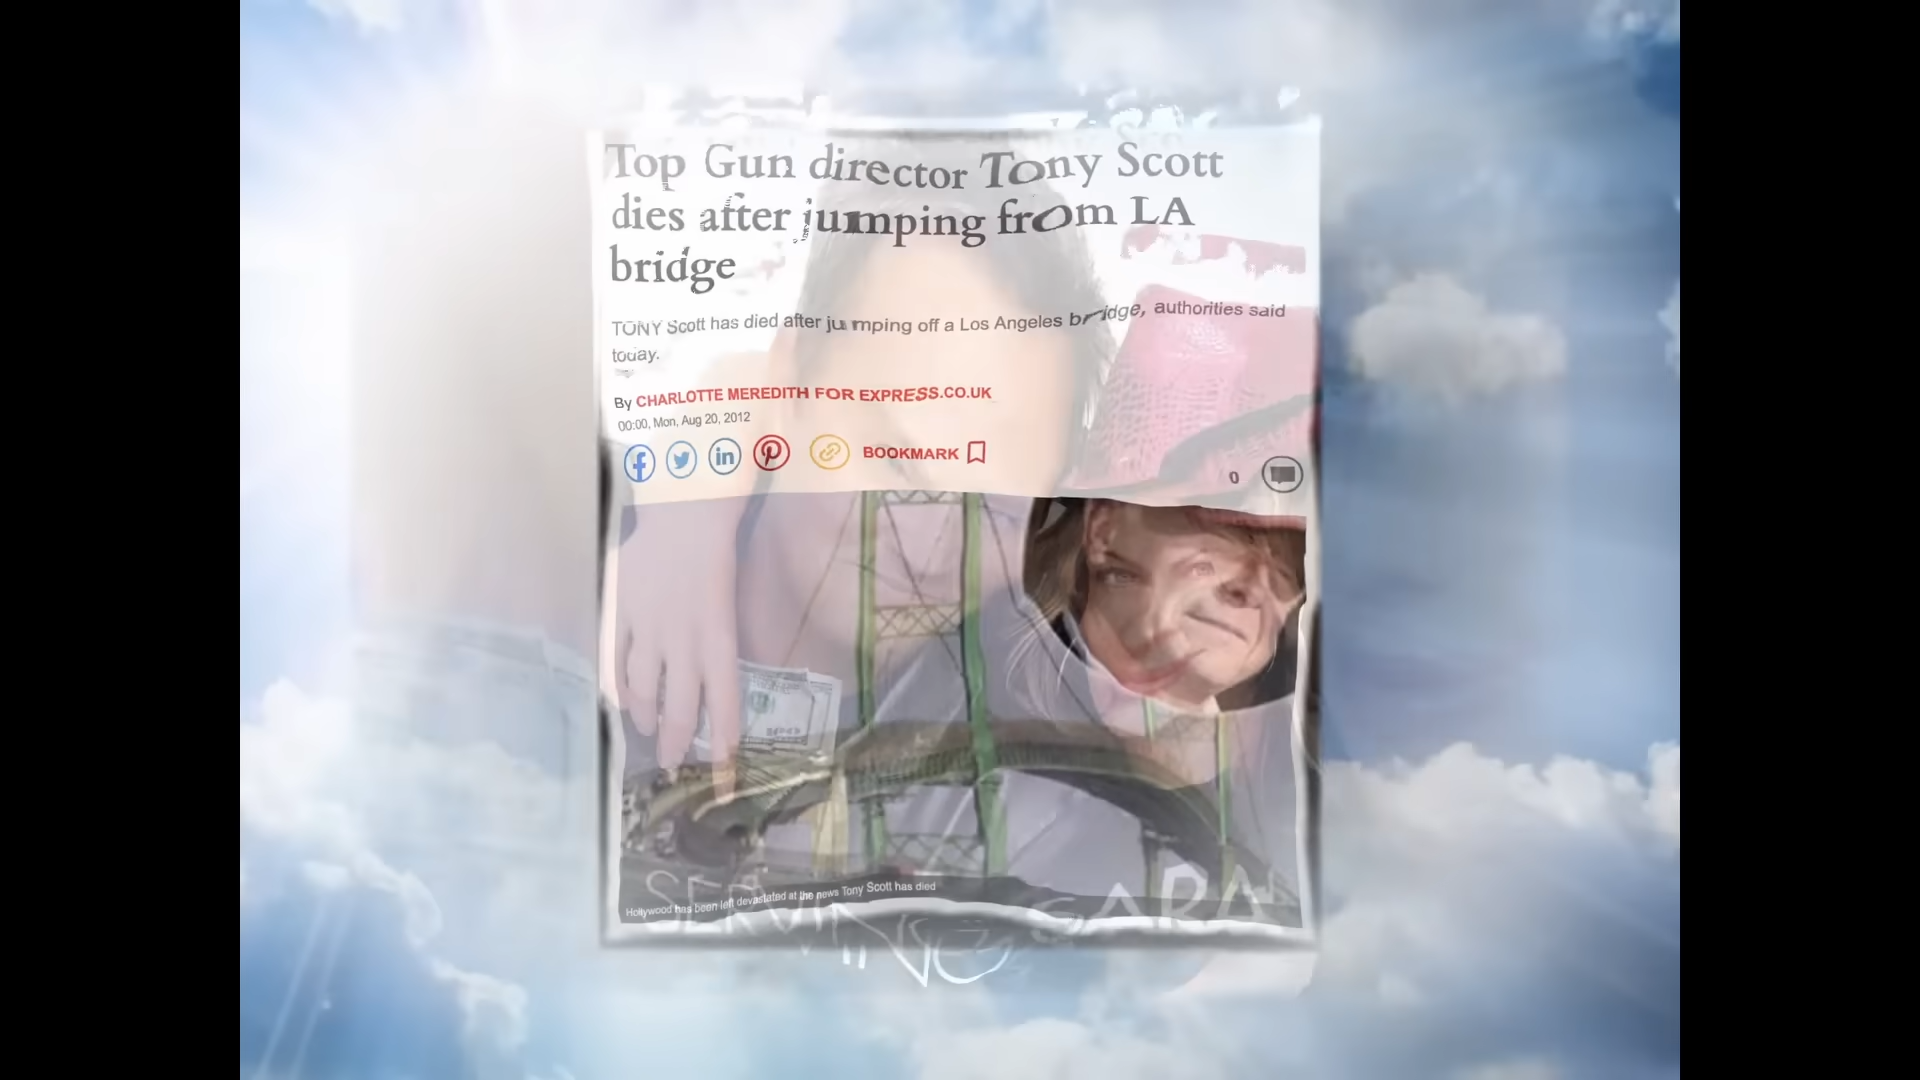 Top Gun director Tony Scott
dies after jumping from LA
bridge
TONY Scott has died after jumping off a Los Angeles bridge, authorities said
today.
By CHARLOTTE MEREDITH FOR EXPRESS.CO.UK
00:00, Mon, Aug 20, 2012
BOOKMARK
0
Hollywood has been left devastated at the news Tony Scott has died
SERVING SARA